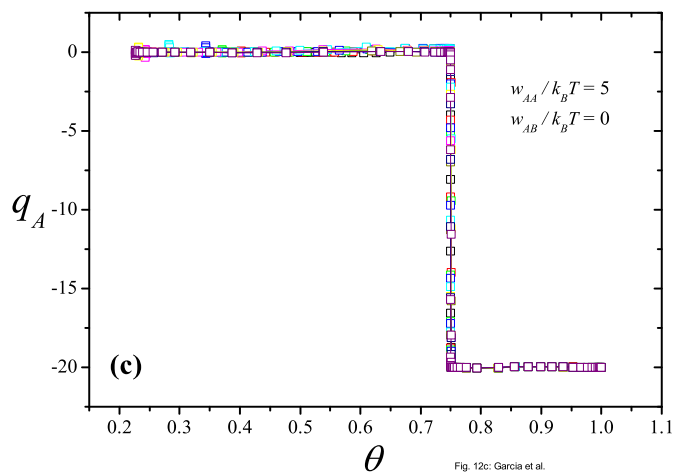 0
-5
-10
-15
-20
q_A
w_AA / k_B T = 5
w_AB / k_B T = 0
(c)
0.2 0.3 0.4 0.5 0.6 0.7 0.8 0.9 1.0 1.1
θ
Fig. 12c: Garcia et al.